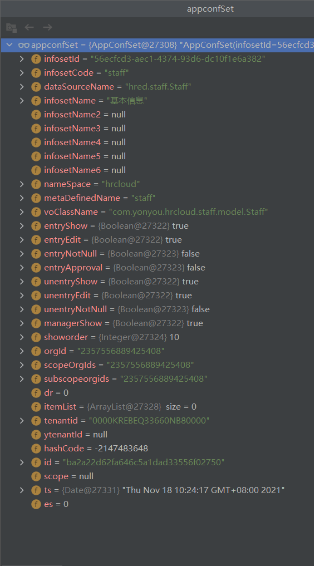 appconfSet
appconfSet = {AppConfSet@27308} "AppConfSet(infosetId=56ecfcd3
infosetId = "56ecfcd3-aec1-4374-93d6-dc10f1e6a382"
infosetCode = "staff"
dataSourceName = "hred.staff.Staff"
infosetName = "基本信息"
infosetName2 = null
infosetName3 = null
infosetName4 = null
infosetName5 = null
infosetName6 = null
nameSpace = "hrcloud"
metaDefinedName = "staff"
voClassName = "com.yonyou.hrcloud.staff.model.Staff"
entryShow = {Boolean@27322} true
entryEdit = {Boolean@27322} true
entryNotNull = {Boolean@27323} false
entryApproval = {Boolean@27323} false
unentryShow = {Boolean@27322} true
unentryEdit = {Boolean@27322} true
unentryNotNull = {Boolean@27323} false
managerShow = {Boolean@27322} true
showorder = {Integer@27324} 10
orgId = "2357556889425408"
scopeOrgIds = "2357556889425408"
subscopeorgids = "2357556889425408"
dr = 0
itemList = {ArrayList@27328} size = 0
tenantid = "0000KREBEQ33660NB80000"
ytenantId = null
hashCode = -2147483648
id = "ba2a22d62fa646c5a1dad33556f02750"
scope = null
ts = {Date@27331} "Thu Nov 18 10:24:17 GMT+08:00 2021"
es = 0